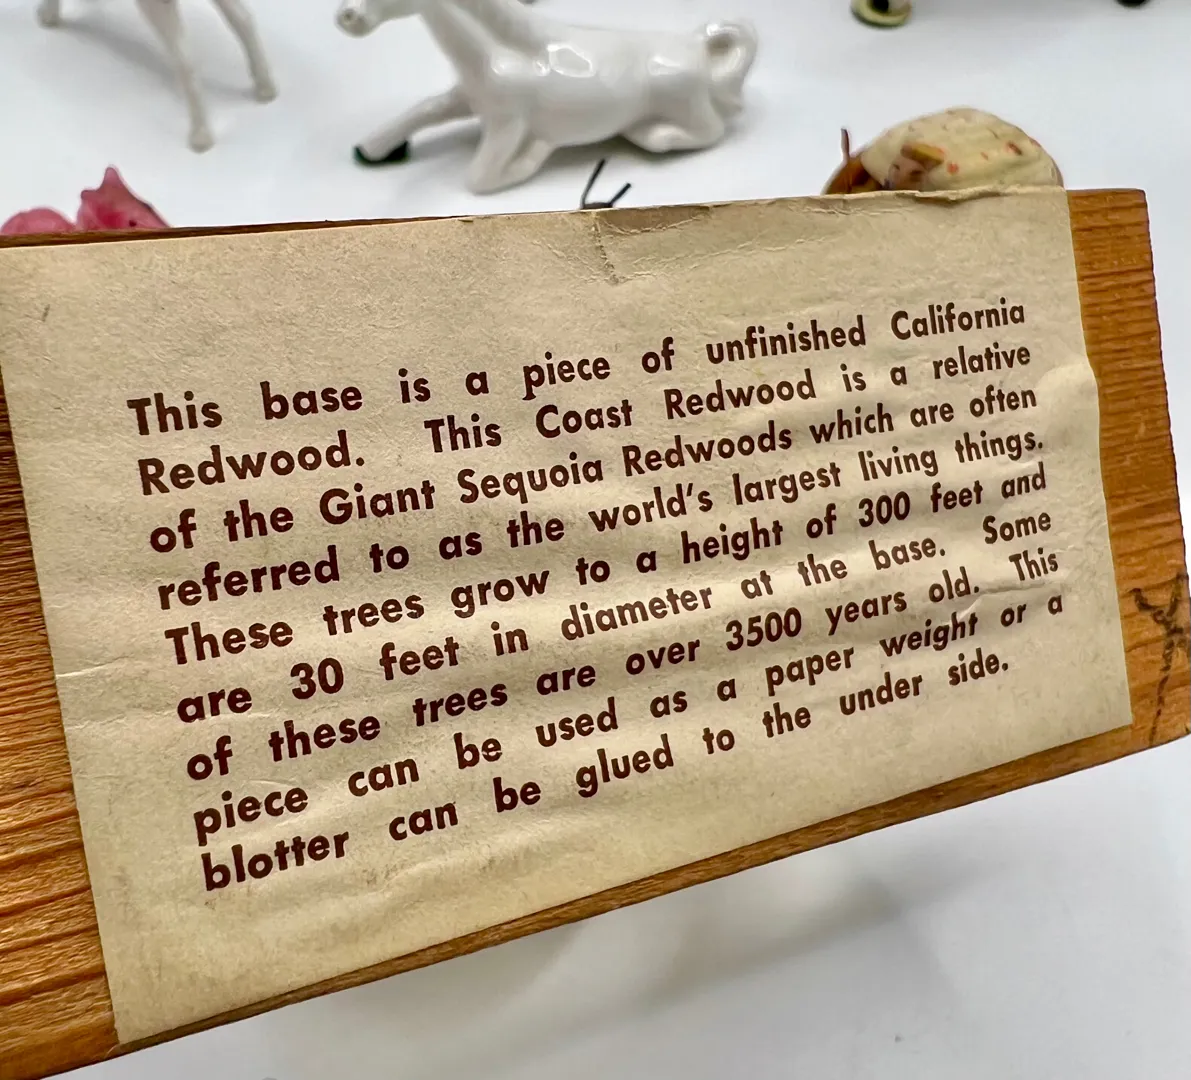 This base is a piece of unfinished California
Redwood. This Coast Redwood is a relative
of the Giant Sequoia Redwoods which are often
referred to as the world's largest living things.
These trees grow to a height of 300 feet and
are 30 feet in diameter at the base. Some
of these trees are over 3500 years old. This
piece can be used as a paper weight or a
blotter can be glued to the under side.